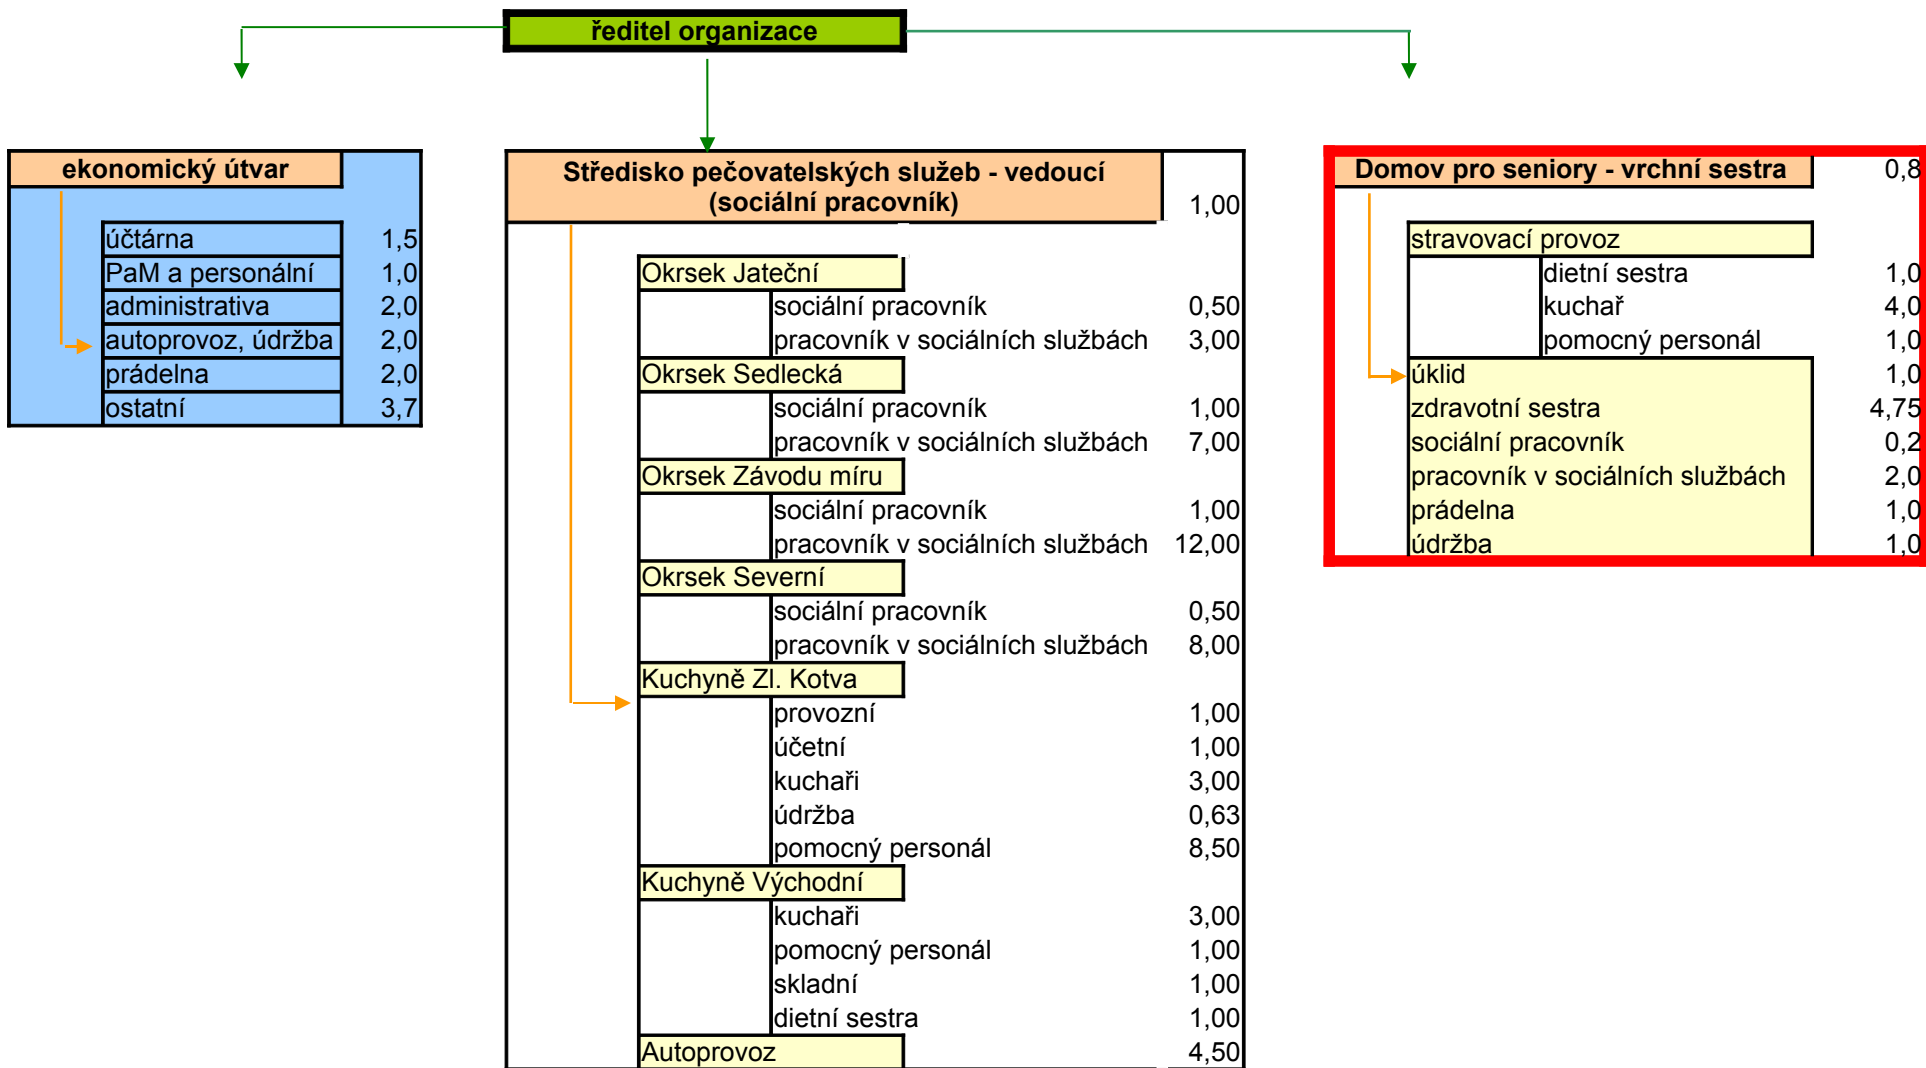 ředitel organizace
ekonomický útvar
účtárna 1,5
PaM a personální 1,0
administrativa 2,0
autoprovoz, údržba 2,0
prádelna 2,0
ostatní 3,7
Středisko pečovatelských služeb - vedoucí
(sociální pracovník) 1,00
Okrsek Jateční
sociální pracovník 0,50
pracovník v sociálních službách 3,00
Okrsek Sedlecká
sociální pracovník 1,00
pracovník v sociálních službách 7,00
Okrsek Závodu míru
sociální pracovník 1,00
pracovník v sociálních službách 12,00
Okrsek Severní
sociální pracovník 0,50
pracovník v sociálních službách 8,00
Kuchyně Zl. Kotva
provozní 1,00
účetní 1,00
kuchaři 3,00
údržba 0,63
pomocný personál 8,50
Kuchyně Východní
kuchaři 3,00
pomocný personál 1,00
skladní 1,00
dietní sestra 1,00
Autoprovoz 4,50
Domov pro seniory - vrchní sestra 0,8
stravovací provoz
dietní sestra 1,0
kuchař 4,0
pomocný personál 1,0
úklid 1,0
zdravotní sestra 4,75
sociální pracovník 0,2
pracovník v sociálních službách 2,0
prádelna 1,0
údržba 1,0